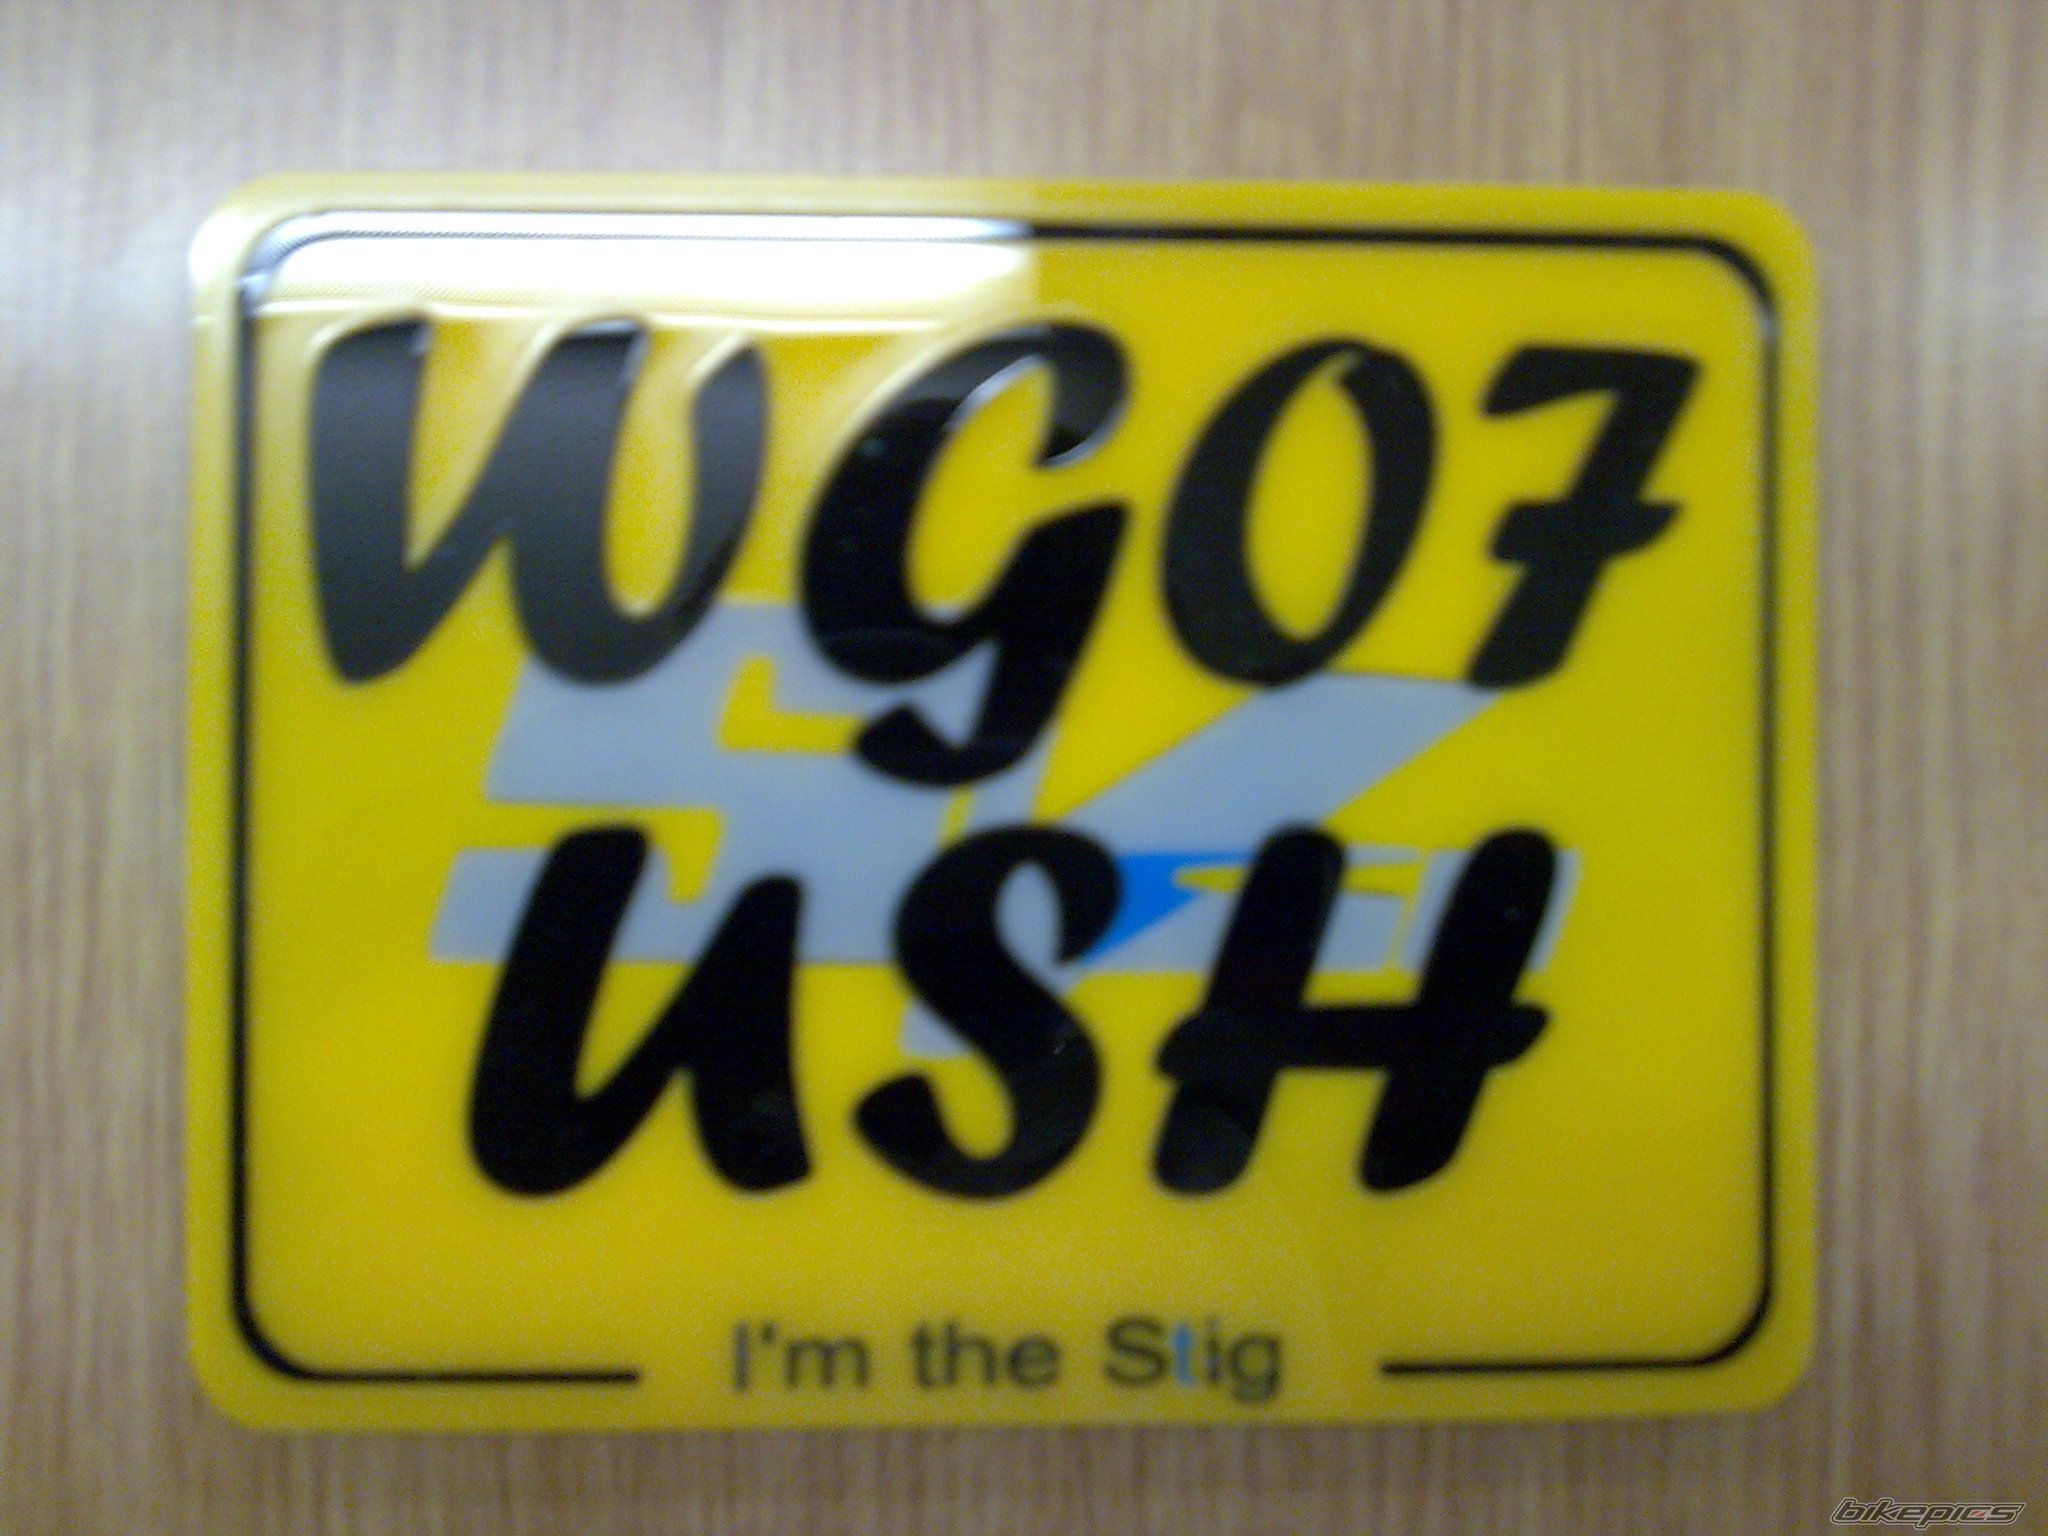 WG07
USH
I'm the Stig
bikepics